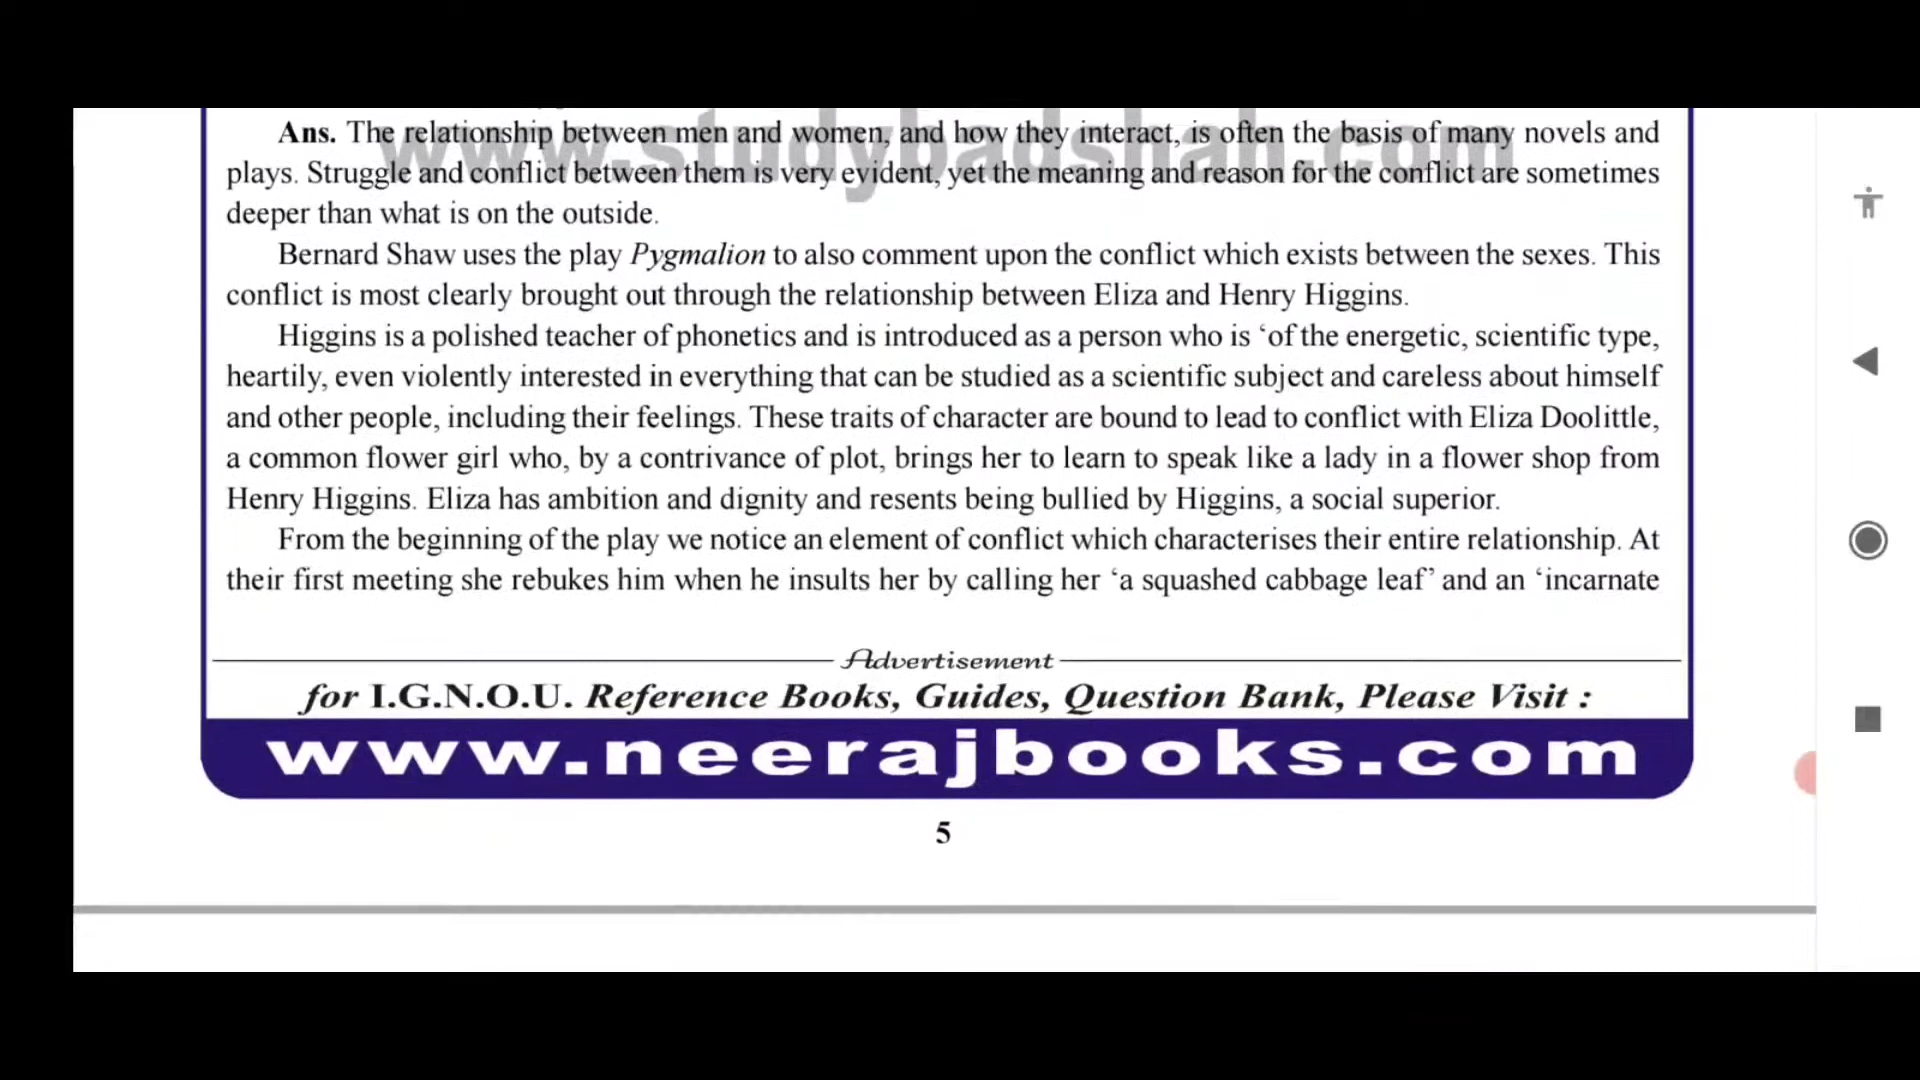 www.studybadshah.com
Ans. The relationship between men and women, and how they interact, is often the basis of many novels and
plays. Struggle and conflict between them is very evident, yet the meaning and reason for the conflict are sometimes
deeper than what is on the outside.
Bernard Shaw uses the play Pygmalion to also comment upon the conflict which exists between the sexes. This
conflict is most clearly brought out through the relationship between Eliza and Henry Higgins.
Higgins is a polished teacher of phonetics and is introduced as a person who is ‘of the energetic, scientific type,
heartily, even violently interested in everything that can be studied as a scientific subject and careless about himself
and other people, including their feelings. These traits of character are bound to lead to conflict with Eliza Doolittle,
a common flower girl who, by a contrivance of plot, brings her to learn to speak like a lady in a flower shop from
Henry Higgins. Eliza has ambition and dignity and resents being bullied by Higgins, a social superior.
From the beginning of the play we notice an element of conflict which characterises their entire relationship. At
their first meeting she rebukes him when he insults her by calling her ‘a squashed cabbage leaf’ and an ‘incarnate
Advertisement
for I.G.N.O.U. Reference Books, Guides, Question Bank, Please Visit :
www.neerajbooks.com
5